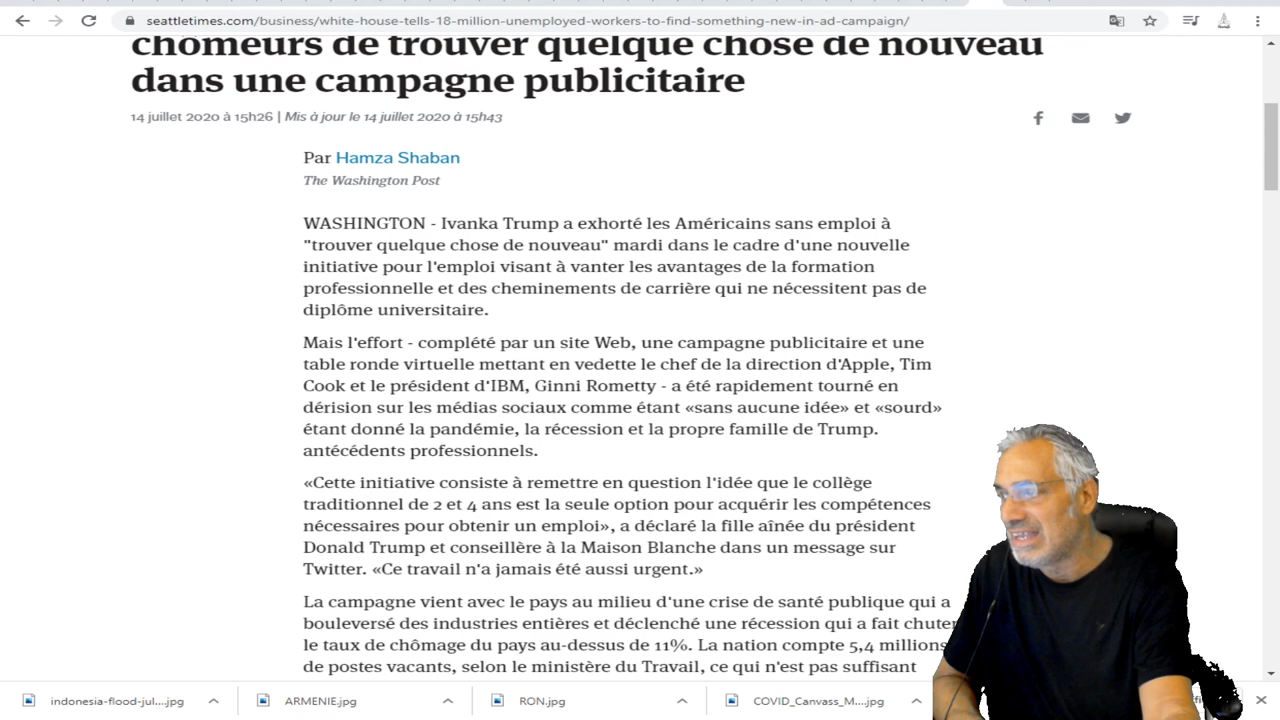 seattletimes.com/business/white-house-tells-18-million-unemployed-workers-to-find-something-new-in-ad-campaign/
chômeurs de trouver quelque chose de nouveau
dans une campagne publicitaire
14 juillet 2020 à 15h26 | Mis à jour le 14 juillet 2020 à 15h43
Par Hamza Shaban
The Washington Post
WASHINGTON - Ivanka Trump a exhorté les Américains sans emploi à
"trouver quelque chose de nouveau" mardi dans le cadre d'une nouvelle
initiative pour l'emploi visant à vanter les avantages de la formation
professionnelle et des cheminements de carrière qui ne nécessitent pas de
diplôme universitaire.
Mais l'effort - complété par un site Web, une campagne publicitaire et une
table ronde virtuelle mettant en vedette le chef de la direction d'Apple, Tim
Cook et le président d'IBM, Ginni Rometty - a été rapidement tourné en
dérision sur les médias sociaux comme étant «sans aucune idée» et «sourd»
étant donné la pandémie, la récession et la propre famille de Trump.
antécédents professionnels.
«Cette initiative consiste à remettre en question l'idée que le collège
traditionnel de 2 et 4 ans est la seule option pour acquérir les compétences
nécessaires pour obtenir un emploi», a déclaré la fille aînée du président
Donald Trump et conseillère à la Maison Blanche dans un message sur
Twitter. «Ce travail n'a jamais été aussi urgent.»
La campagne vient avec le pays au milieu d'une crise de santé publique qui a
bouleversé des industries entières et déclenché une récession qui a fait chuter
le taux de chômage du pays au-dessus de 11%. La nation compte 5,4 millions
de postes vacants, selon le ministère du Travail, ce qui n'est pas suffisant
indonesia-flood-jul....jpg
ARMENIE.jpg
RON.jpg
COVID_Canvass_M....jpg